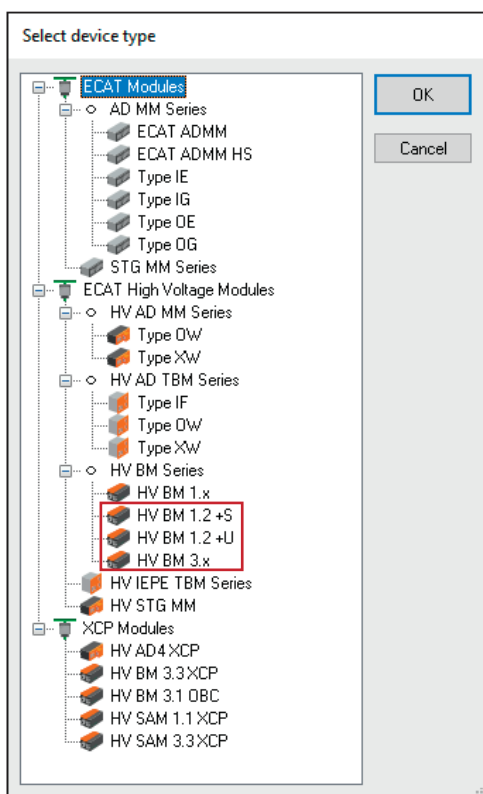 Select device type
ECAT Modules
OK
AD MM Series
ECAT ADMM
Cancel
ECAT ADMM HS
Type IE
Type IG
Type OE
Type OG
STG MM Series
ECAT High Voltage Modules
HV AD MM Series
Type OW
Type XW
HV AD TBM Series
Type IF
Type OW
Type XW
HV BM Series
HV BM 1.x
HV BM 1.2 +S
HV BM 1.2 +U
HV BM 3.x
HV IEPE TBM Series
HV STG MM
XCP Modules
HV AD4 XCP
HV BM 3.3 XCP
HV BM 3.1 OBC
HV SAM 1.1 XCP
HV SAM 3.3 XCP